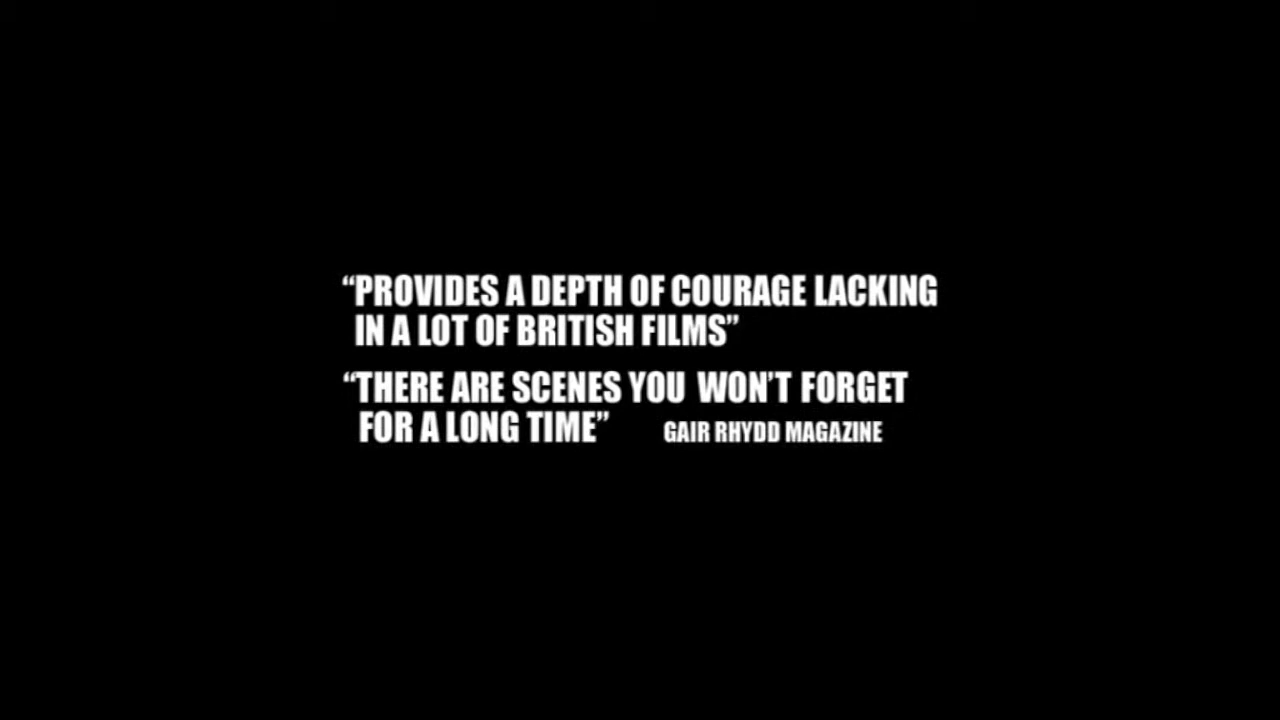 “PROVIDES A DEPTH OF COURAGE LACKING
IN A LOT OF BRITISH FILMS”
“THERE ARE SCENES YOU WON’T FORGET
FOR A LONG TIME” GAIR RHYDD MAGAZINE